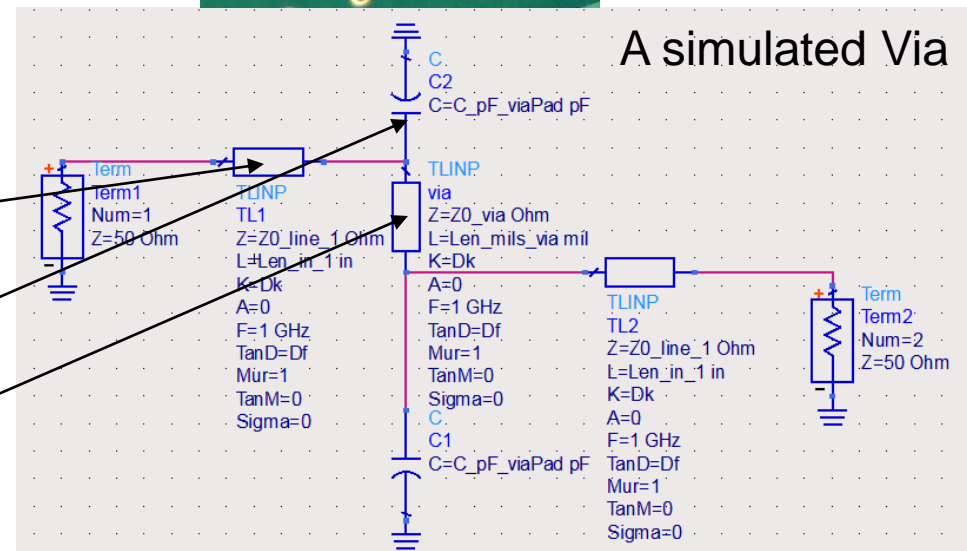 A simulated Via
C
C2
C=C_pF_viaPad pF
Term
Term1
Num=1
Z=50 Ohm
TLINP
TL1
Z=Z0_line_1 Ohm
L=Len_in_1 in
K=Dk
A=0
F=1 GHz
TanD=Df
Mur=1
TanM=0
Sigma=0
TLINP
via
Z=Z0_via Ohm
L=Len_mils_via mil
K=Dk
A=0
F=1 GHz
TanD=Df
Mur=1
TanM=0
Sigma=0
C
C1
C=C_pF_viaPad pF
TLINP
TL2
Z=Z0_line_1 Ohm
L=Len_in_1 in
K=Dk
A=0
F=1 GHz
TanD=Df
Mur=1
TanM=0
Sigma=0
Term
Term2
Num=2
Z=50 Ohm